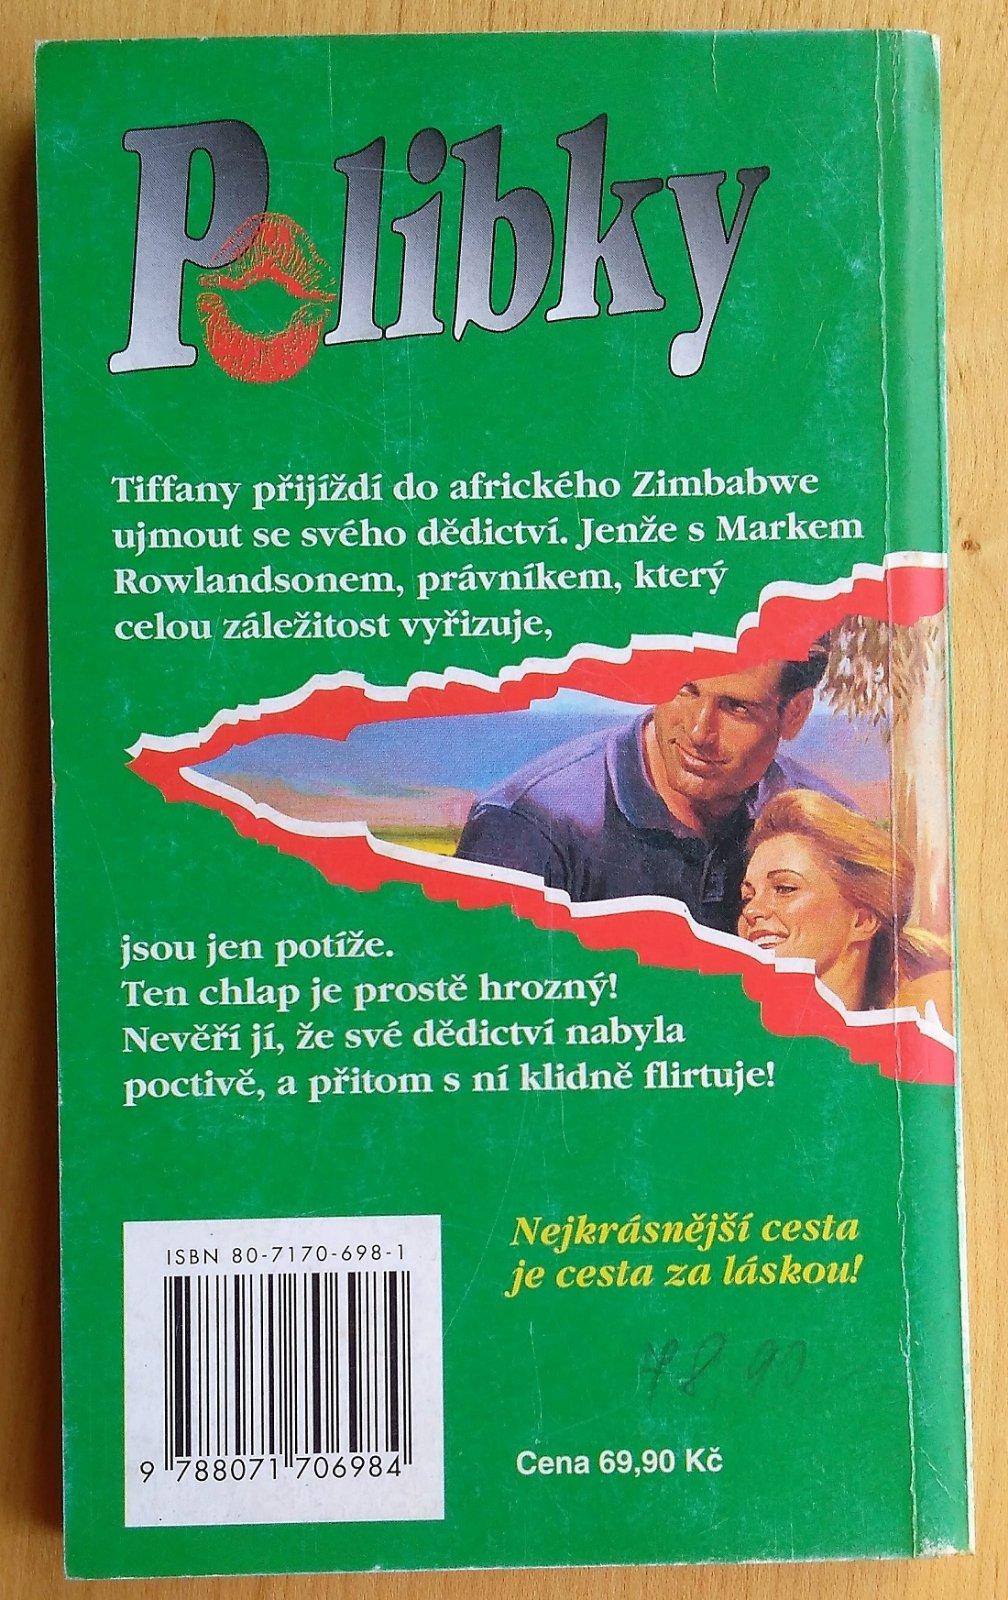 Polibky
Tiffany přijíždí do afrického Zimbabwe
ujmout se svého dědictví. Jenže s Markem
Rowlandsonem, právníkem, který
celou záležitost vyřizuje,
jsou jen potíže.
Ten chlap je prostě hrozný!
Nevěří jí, že své dědictví nabyla
poctivě, a přitom s ní klidně flirtuje!
Nejkrásnější cesta
je cesta za láskou!
ISBN 80-7170-698-1
9 788071 706984
78,90
Cena 69,90 Kč